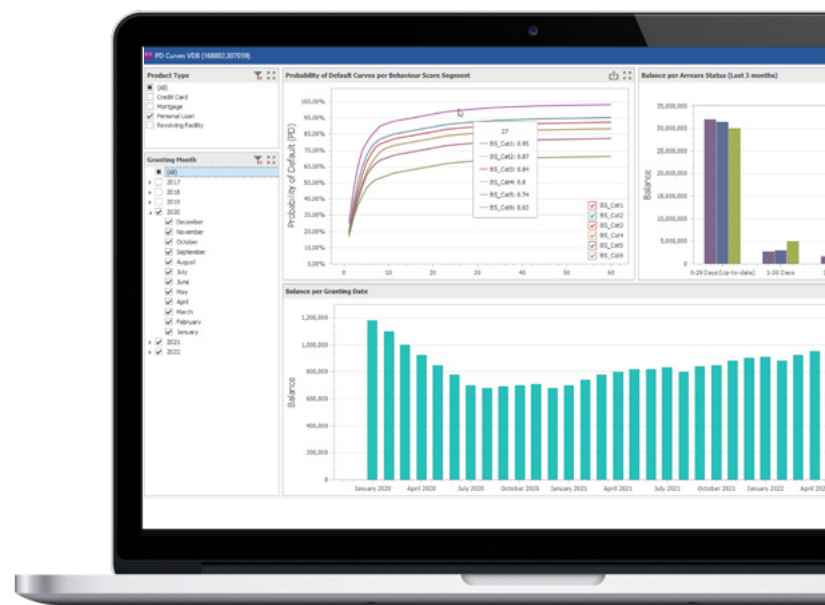 PD Curves VDB (168802,307059)
Product Type
(All)
Credit Card
Mortgage
Personal Loan
Revolving Facility
Granting Month
(All)
2017
2018
2019
2020
December
November
October
September
August
July
June
May
April
March
February
January
2021
2022
Probability of Default Curves per Behaviour Score Segment
Probability of Default (PD)
100.00%
90.00%
80.00%
70.00%
60.00%
50.00%
40.00%
30.00%
20.00%
10.00%
0.00%
0 10 20 30 40 50 60
27
BS_Cat1: 0.95
BS_Cat2: 0.87
BS_Cat3: 0.84
BS_Cat4: 0.8
BS_Cat5: 0.74
BS_Cat6: 0.63
BS_Cat1
BS_Cat2
BS_Cat3
BS_Cat4
BS_Cat5
BS_Cat6
Balance per Arrears Status (Last 3 months)
Balance
35,000,000
30,000,000
25,000,000
20,000,000
15,000,000
10,000,000
5,000,000
0
0-29 Days(Up-to-date) 1-30 Days
Balance per Granting Date
Balance
1,200,000
1,000,000
800,000
600,000
400,000
200,000
0
January 2020 April 2020 July 2020 October 2020 January 2021 April 2021 July 2021 October 2021 January 2022 April 202